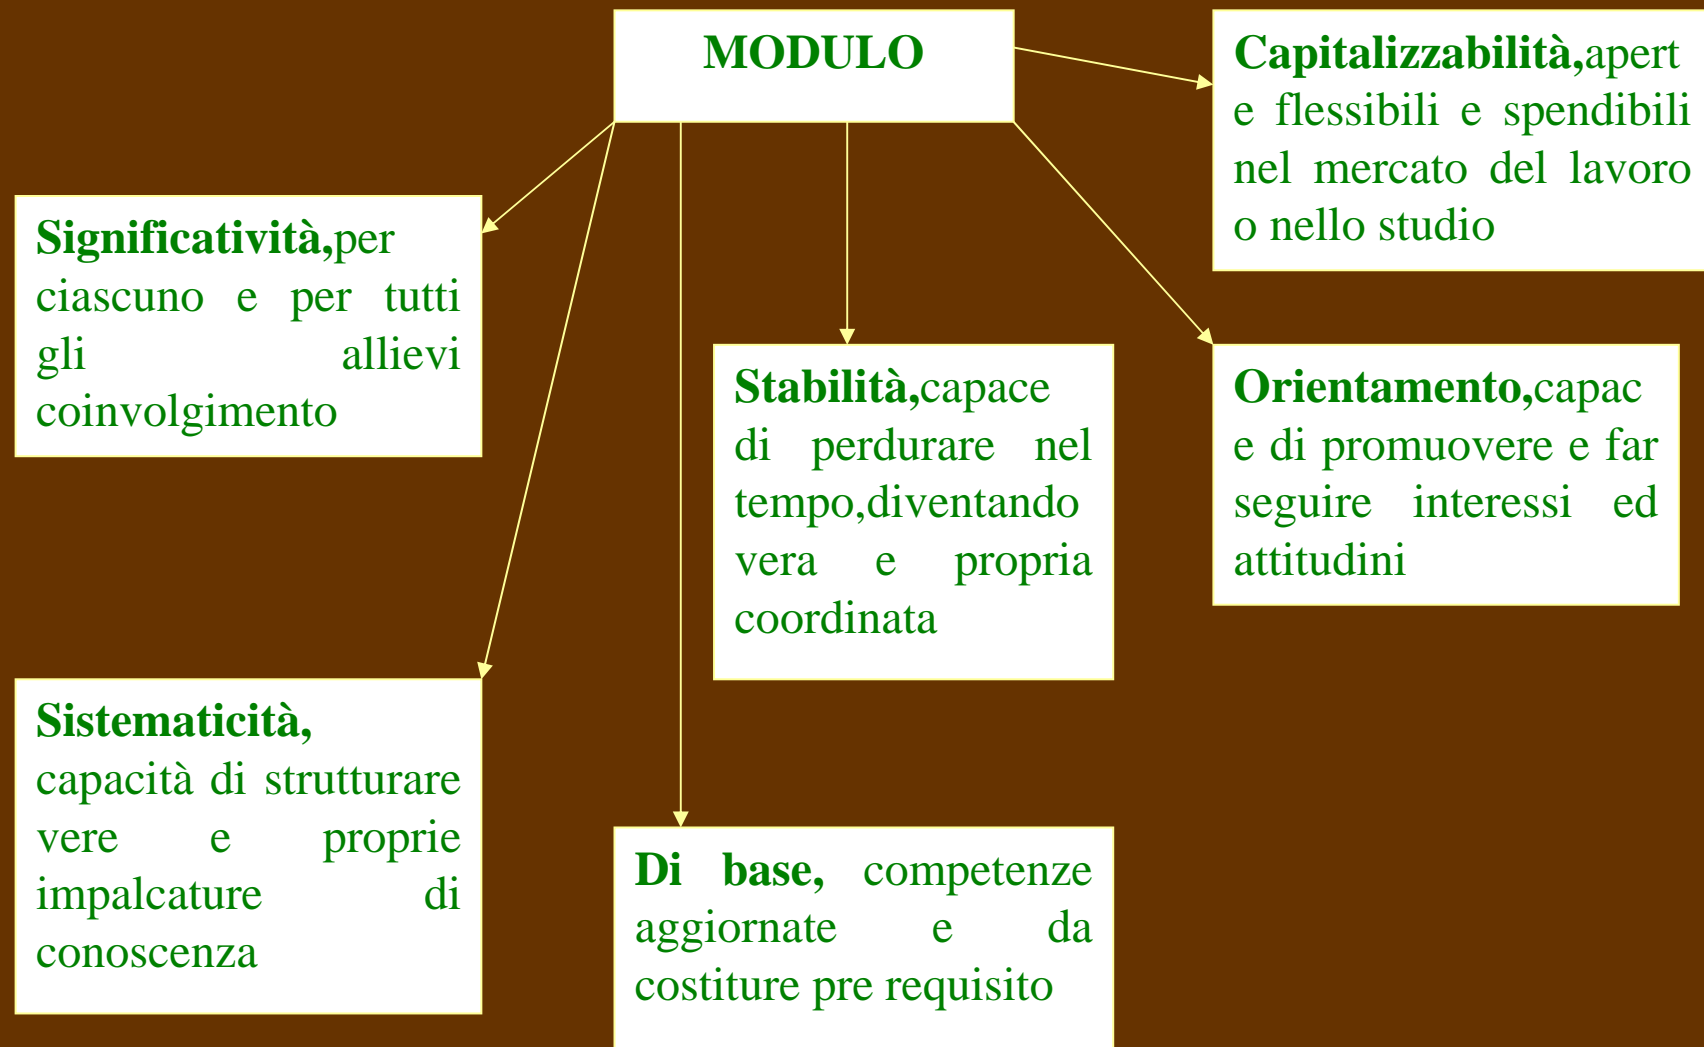 MODULO
Capitalizzabilità,apert
e flessibili e spendibili
nel mercato del lavoro
o nello studio
Significatività,per
ciascuno e per tutti
gli allievi
coinvolgimento
Stabilità,capace
di perdurare nel
tempo,diventando
vera e propria
coordinata
Orientamento,capac
e di promuovere e far
seguire interessi ed
attitudini
Sistematicità,
capacità di strutturare
vere e proprie
impalcature di
conoscenza
Di base, competenze
aggiornate e da
costiture pre requisito